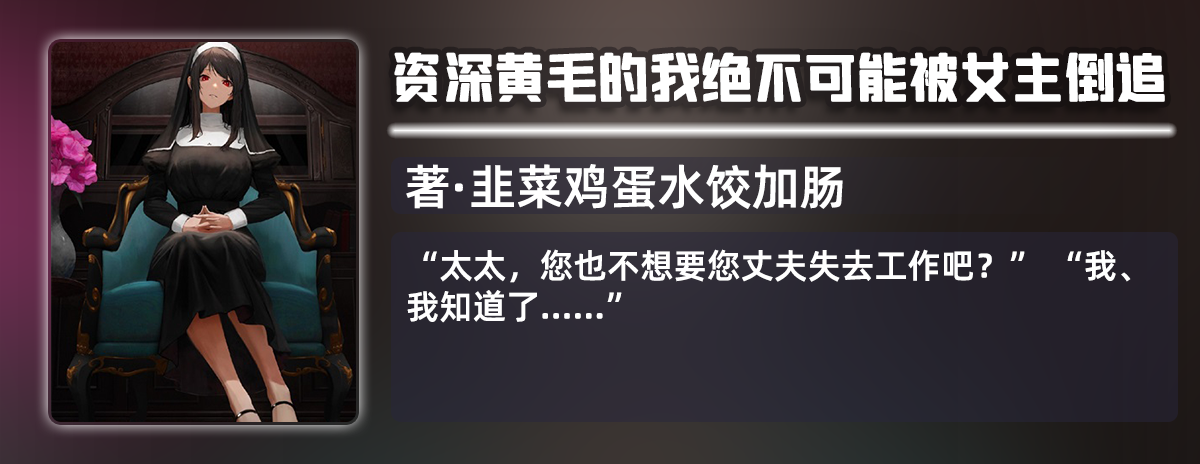 资深黄毛的我绝不可能被女主倒追
著·韭菜鸡蛋水饺加肠
“太太，您也不想要您丈夫失去工作吧？” “我、
我知道了......”